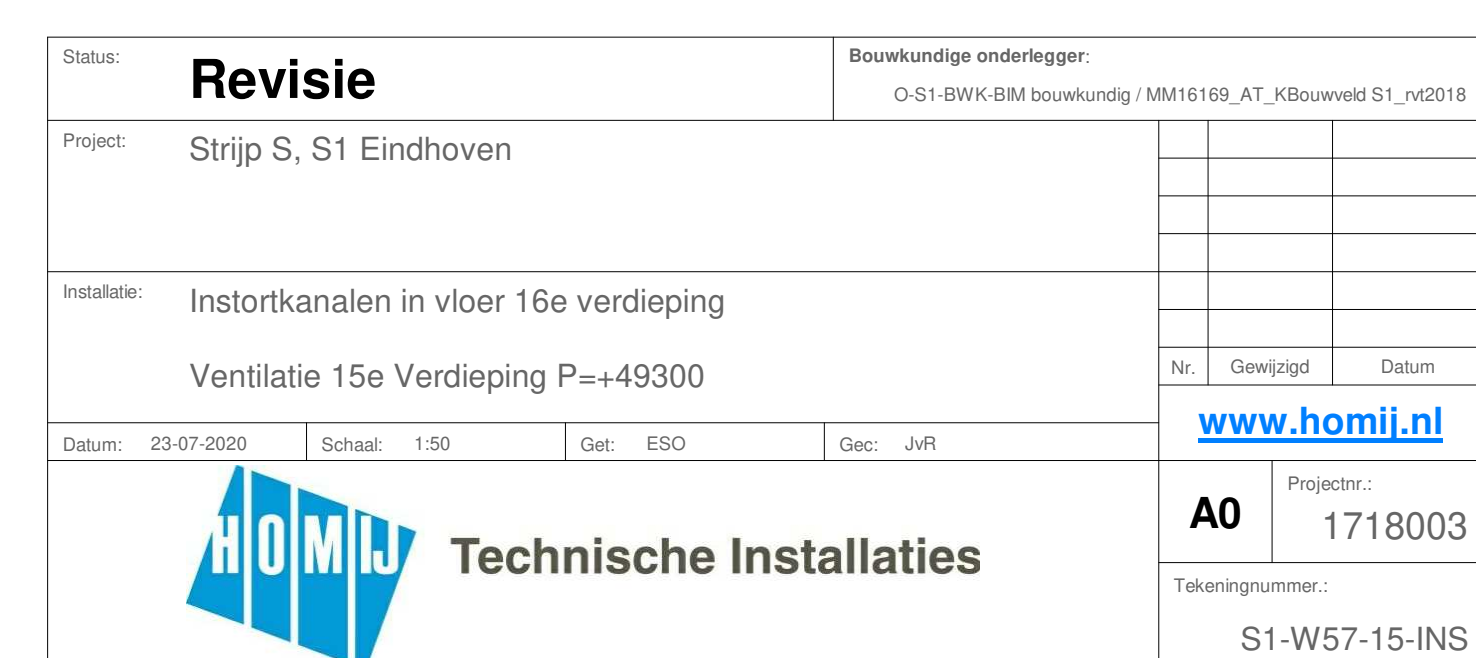 Status:
Revisie
Bouwkundige onderlegger:
O-S1-BWK-BIM bouwkundig / MM16169_AT_KBouwveld S1_rvt2018
Project:
Strijp S, S1 Eindhoven
Installatie:
Instortkanalen in vloer 16e verdieping
Ventilatie 15e Verdieping P=+49300
Nr. Gewijzigd Datum
www.homij.nl
Datum: 23-07-2020 Schaal: 1:50 Get: ESO Gec: JvR
HOMIJ
Technische Installaties
A0
Projectnr.:
1718003
Tekeningnummer.:
S1-W57-15-INS